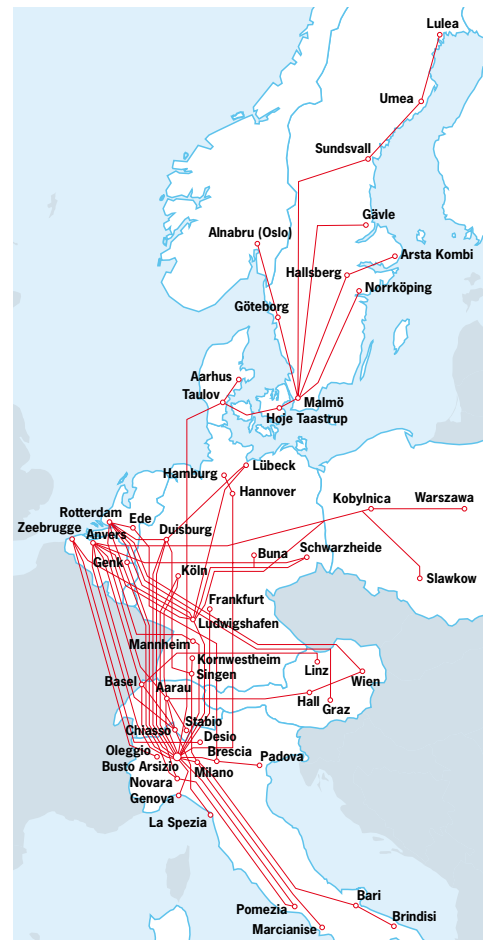 Lulea
Umea
Sundsvall
Gävle
Alnabru (Oslo)
Arsta Kombi
Hallsberg
Norrköping
Göteborg
Aarhus
Taulov
Malmö
Hoje Taastrup
Lübeck
Hamburg
Hannover
Kobylnica
Warszawa
Rotterdam
Ede
Zeebrugge
Anvers
Duisburg
Buna
Schwarzheide
Genk
Köln
Slawkow
Frankfurt
Ludwigshafen
Mannheim
Kornwestheim
Linz
Wien
Basel
Singen
Aarau
Hall
Graz
Stabio
Chiasso
Desio
Oleggio
Brescia
Padova
Busto Arsizio
Milano
Novara
Genova
La Spezia
Bari
Pomezia
Brindisi
Marcianise